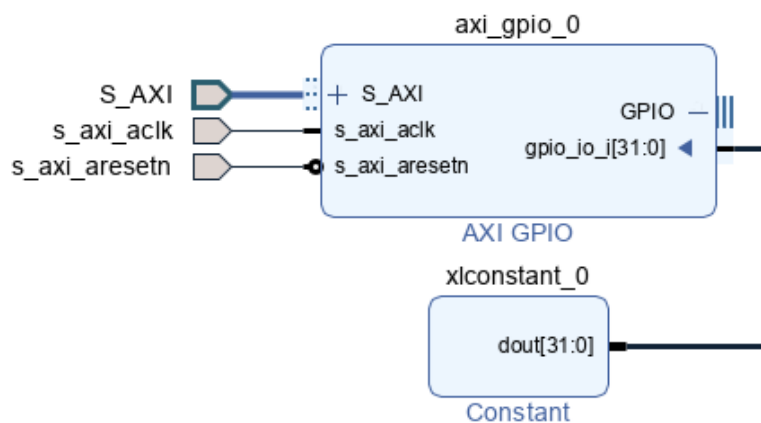 axi_gpio_0
S_AXI
s_axi_aclk
s_axi_aresetn
S_AXI
s_axi_aclk
s_axi_aresetn
GPIO
gpio_io_i[31:0]
AXI GPIO
xlconstant_0
dout[31:0]
Constant